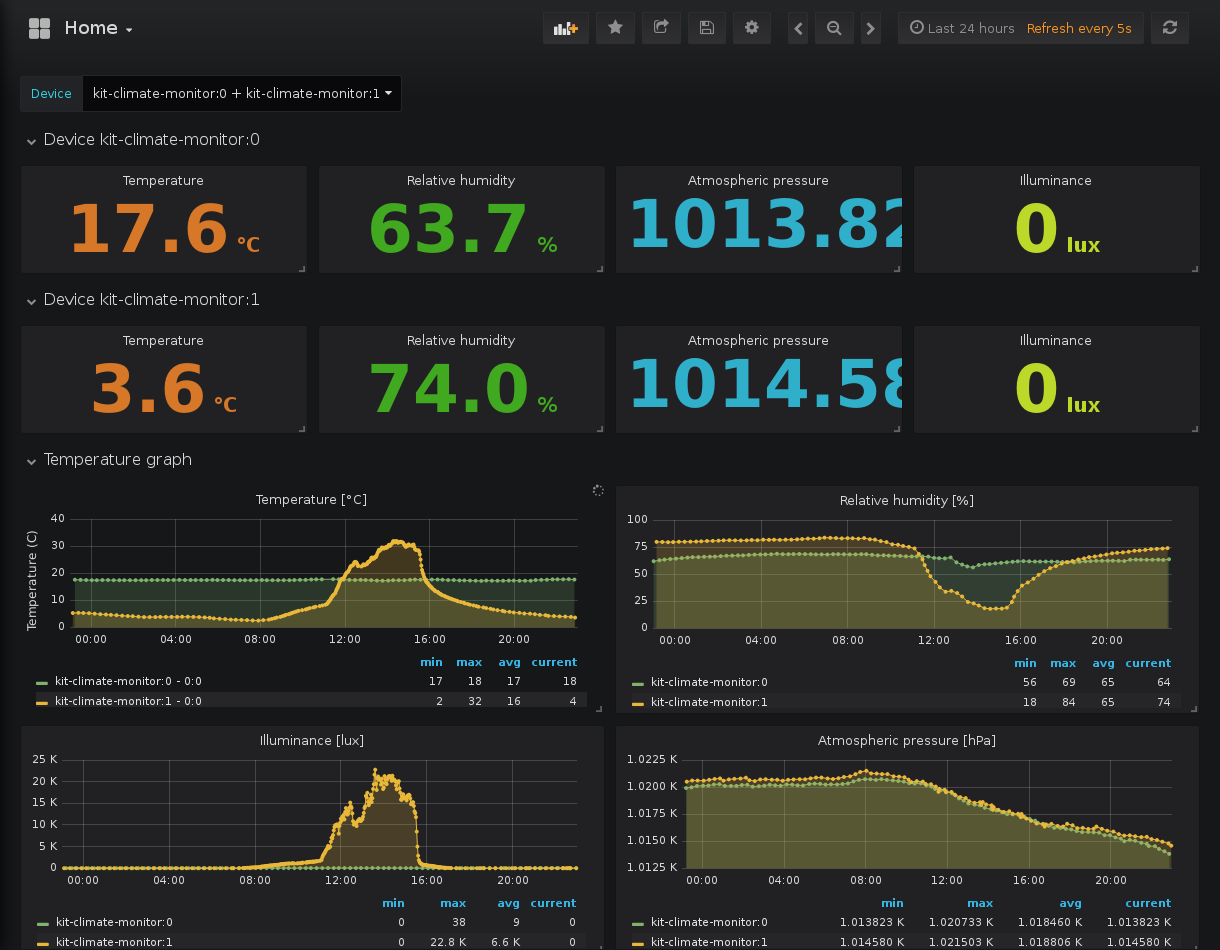 Home
Last 24 hours Refresh every 5s
Device kit-climate-monitor:0 + kit-climate-monitor:1
Device kit-climate-monitor:0
Temperature Relative humidity Atmospheric pressure Illuminance
17.6 °C 63.7 % 1013.82 0 lux
Device kit-climate-monitor:1
Temperature Relative humidity Atmospheric pressure Illuminance
3.6 °C 74.0 % 1014.58 0 lux
Temperature graph
Temperature [°C]
Temperature (C)
40
30
20
10
0
00:00 04:00 08:00 12:00 16:00 20:00
min max avg current
kit-climate-monitor:0 - 0:0 17 18 17 18
kit-climate-monitor:1 - 0:0 2 32 16 4
Relative humidity [%]
100
75
50
25
0
00:00 04:00 08:00 12:00 16:00 20:00
min max avg current
kit-climate-monitor:0 56 69 65 64
kit-climate-monitor:1 18 84 65 74
Illuminance [lux]
25 K
20 K
15 K
10 K
5 K
0
00:00 04:00 08:00 12:00 16:00 20:00
min max avg current
kit-climate-monitor:0 0 38 9 0
kit-climate-monitor:1 0 22.8 K 6.6 K 0
Atmospheric pressure [hPa]
1.0225 K
1.0200 K
1.0175 K
1.0150 K
1.0125 K
00:00 04:00 08:00 12:00 16:00 20:00
min max avg current
kit-climate-monitor:0 1.013823 K 1.020733 K 1.018460 K 1.013823 K
kit-climate-monitor:1 1.014580 K 1.021503 K 1.018806 K 1.014580 K